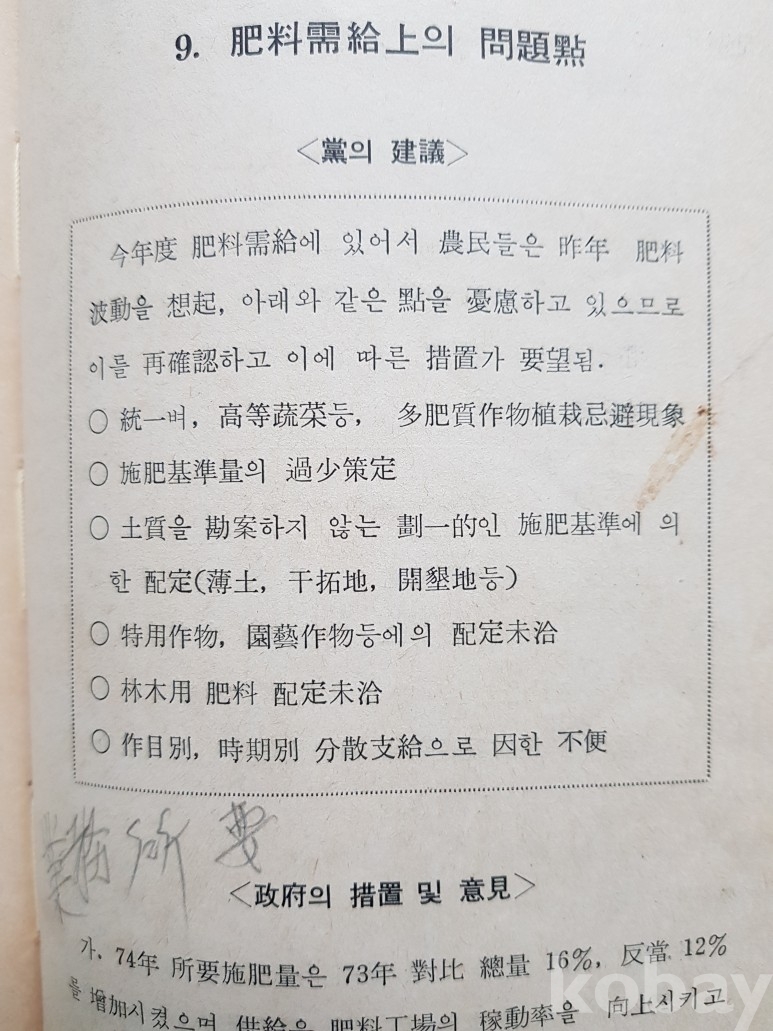 9. 肥料需給上의 問題點
<黨의 建議>
今年度 肥料需給에 있어서 農民들은 昨年 肥料
波動을 想起, 아래와 같은 點을 憂慮하고 있으므로
이를 再確認하고 이에 따른 措置가 要望됨.
○ 統一벼, 高等蔬菜등, 多肥質作物植栽忌避現象
○ 施肥基準量의 過少策定
○ 土質을 勘案하지 않는 劃一的인 施肥基準에 의
한 配定(薄土, 干拓地, 開墾地등)
○ 特用作物, 園藝作物등에의 配定未洽
○ 林木用 肥料 配定未洽
○ 作目別, 時期別 分散支給으로 因한 不便
所要
<政府의 措置 및 意見>
가. 74年 所要施肥量은 73年 對比 總量 16%, 反當 12%
를 增加시켰으며 供給은 肥料工場의 稼動率을 向上시키고
kobay